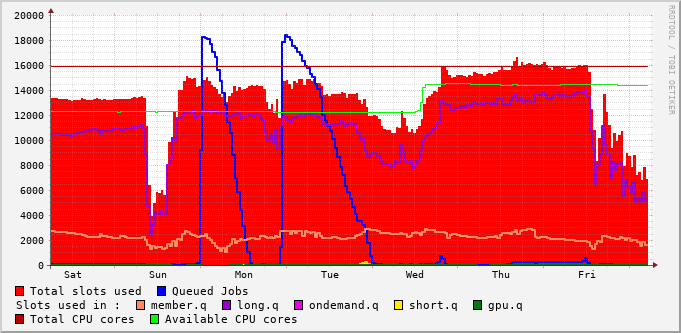 20000
18000
16000
14000
12000
10000
8000
6000
4000
2000
0
Sat Sun Mon Tue Wed Thu Fri
RRDTOOL / TOBI OETIKER
Total slots used Queued Jobs
Slots used in : member.q long.q ondemand.q short.q gpu.q
Total CPU cores Available CPU cores